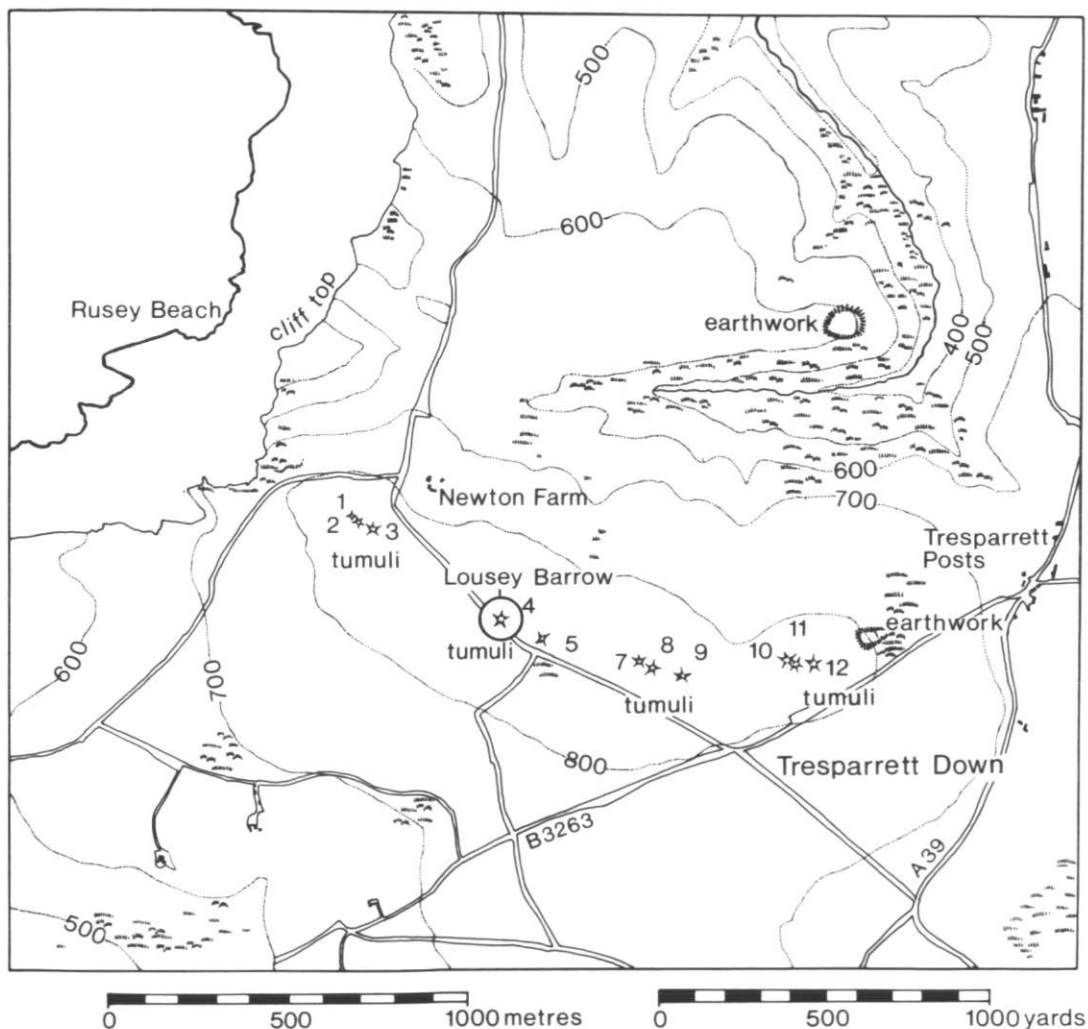 500
600
Rusey Beach
cliff top
earthwork
400
500
600
700
Newton Farm
1
2
3
tumuli
Tresparrett
Posts
Lousey Barrow
4
tumuli
5
earthwork
11
7
8
9
10
12
tumuli
tumuli
600
700
800
Tresparrett Down
B3263
A39
500
0 500 1000 metres
0 500 1000 yards